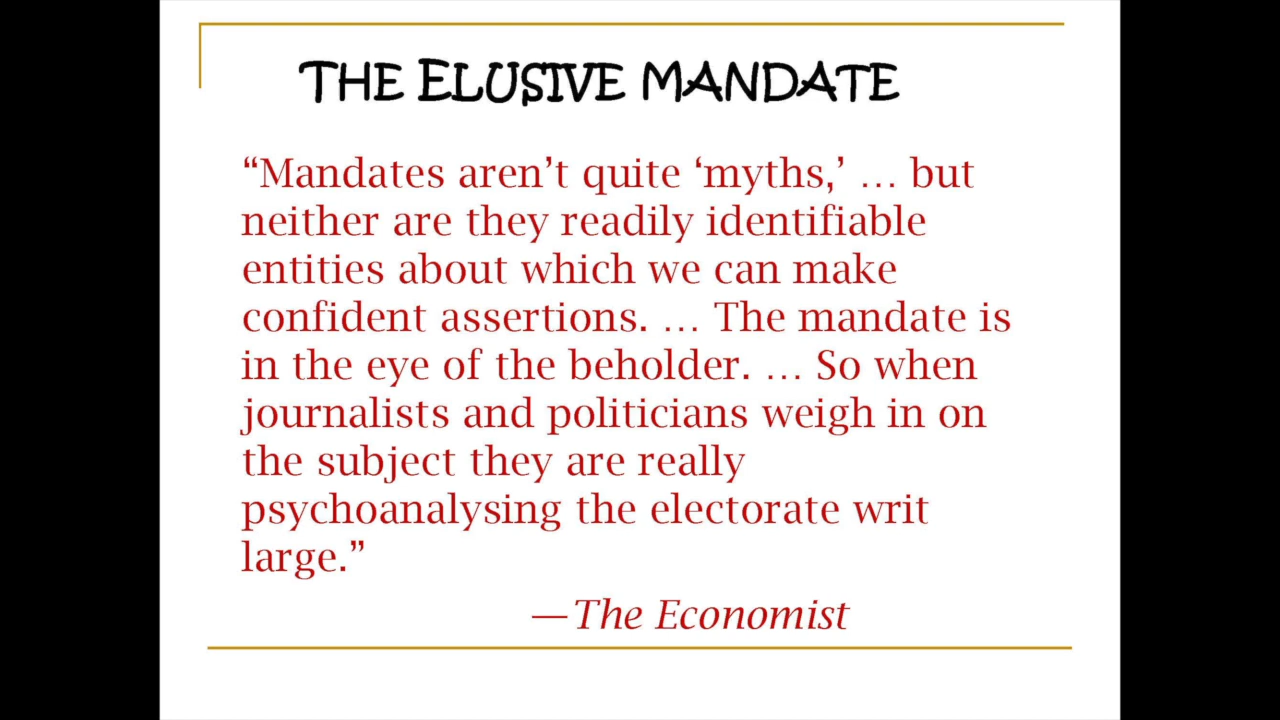 THE ELUSIVE MANDATE
“Mandates aren’t quite ‘myths,’ … but
neither are they readily identifiable
entities about which we can make
confident assertions. … The mandate is
in the eye of the beholder. … So when
journalists and politicians weigh in on
the subject they are really
psychoanalysing the electorate writ
large.”
—The Economist